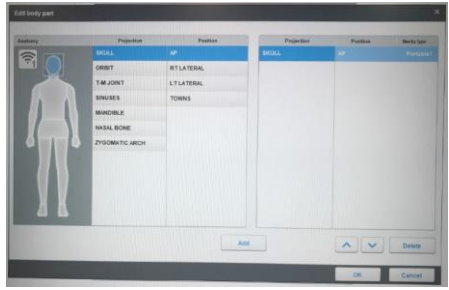 Edit body part
Anatomy Projection Position Projection Position Media type
SKULL AP SKULL AP Portable
ORBIT RT LATERAL
T-M JOINT LT LATERAL
SINUSES TOWNS
MANDIBLE
NASAL BONE
ZYGOMATIC ARCH
Add Delete
OK Cancel